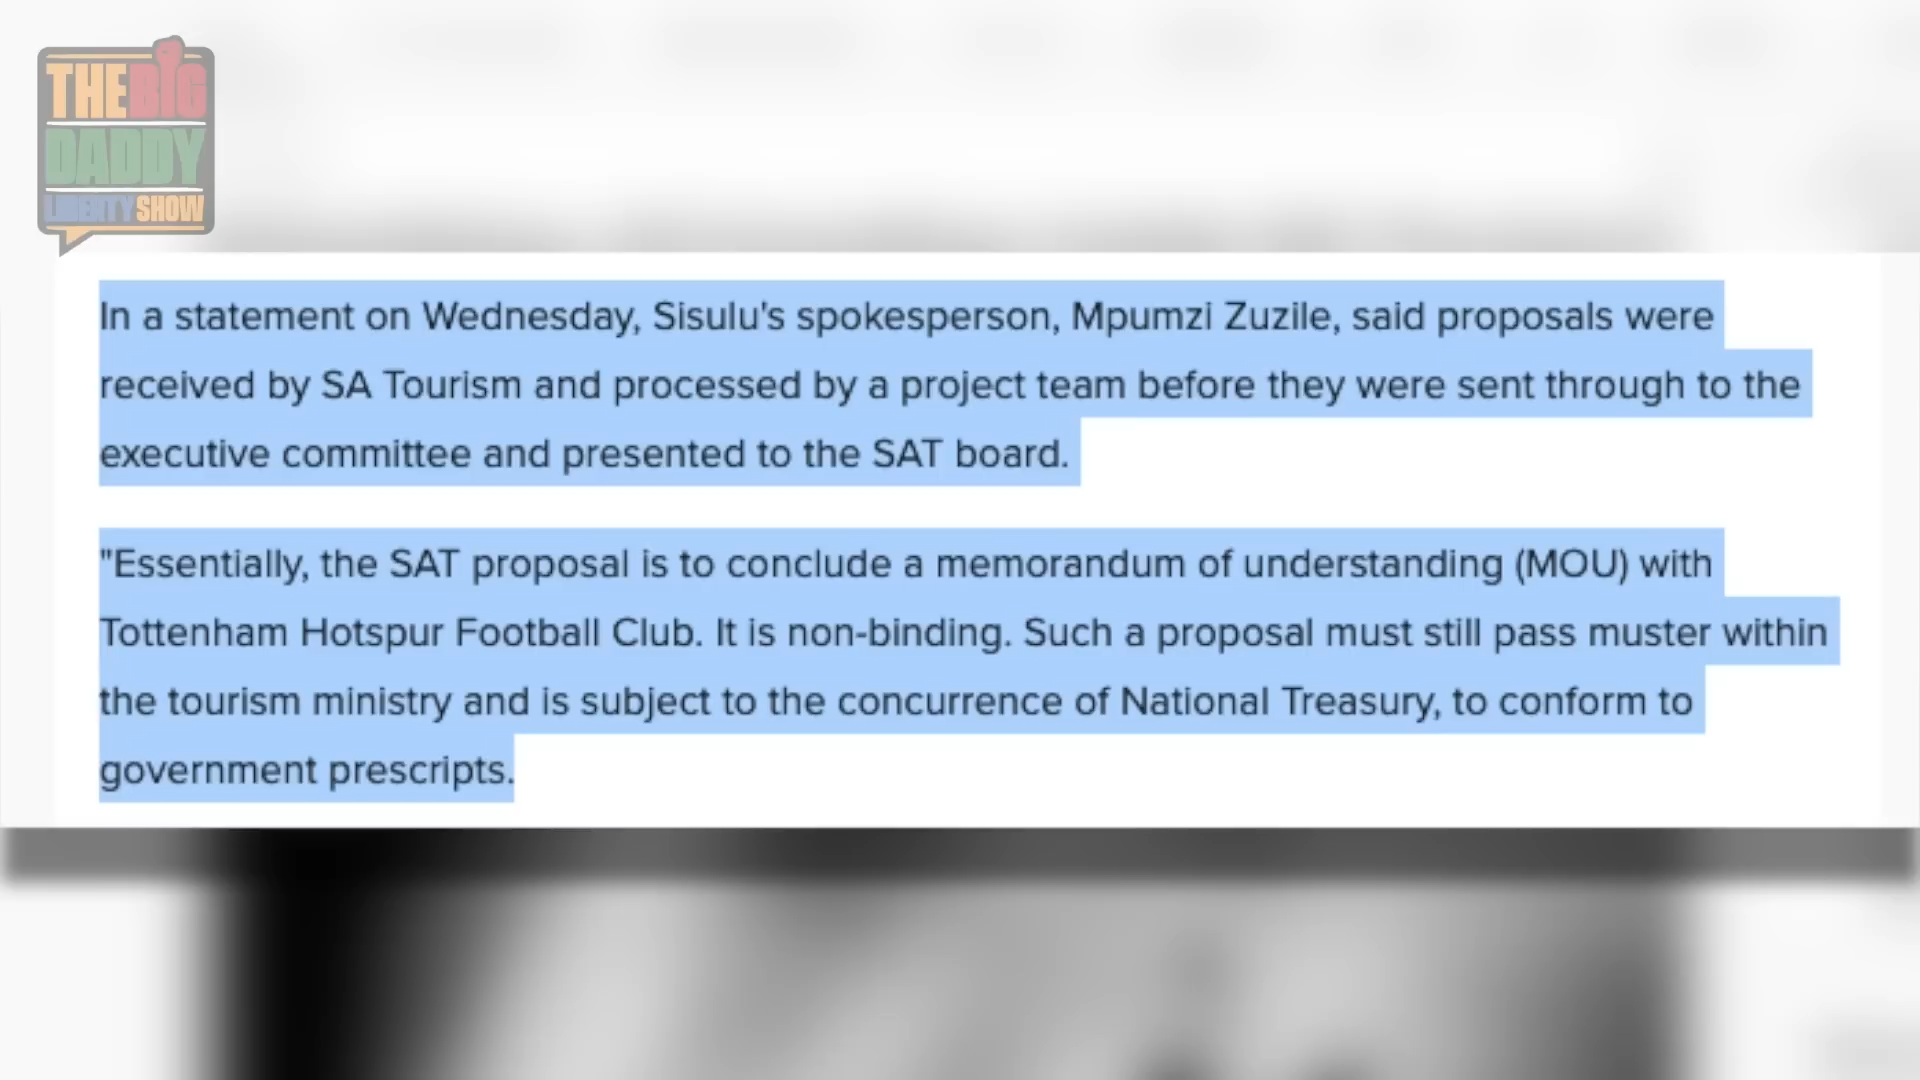 THE BIG
DADDY
LIBERTY SHOW
In a statement on Wednesday, Sisulu's spokesperson, Mpumzi Zuzile, said proposals were
received by SA Tourism and processed by a project team before they were sent through to the
executive committee and presented to the SAT board.
"Essentially, the SAT proposal is to conclude a memorandum of understanding (MOU) with
Tottenham Hotspur Football Club. It is non-binding. Such a proposal must still pass muster within
the tourism ministry and is subject to the concurrence of National Treasury, to conform to
government prescripts.